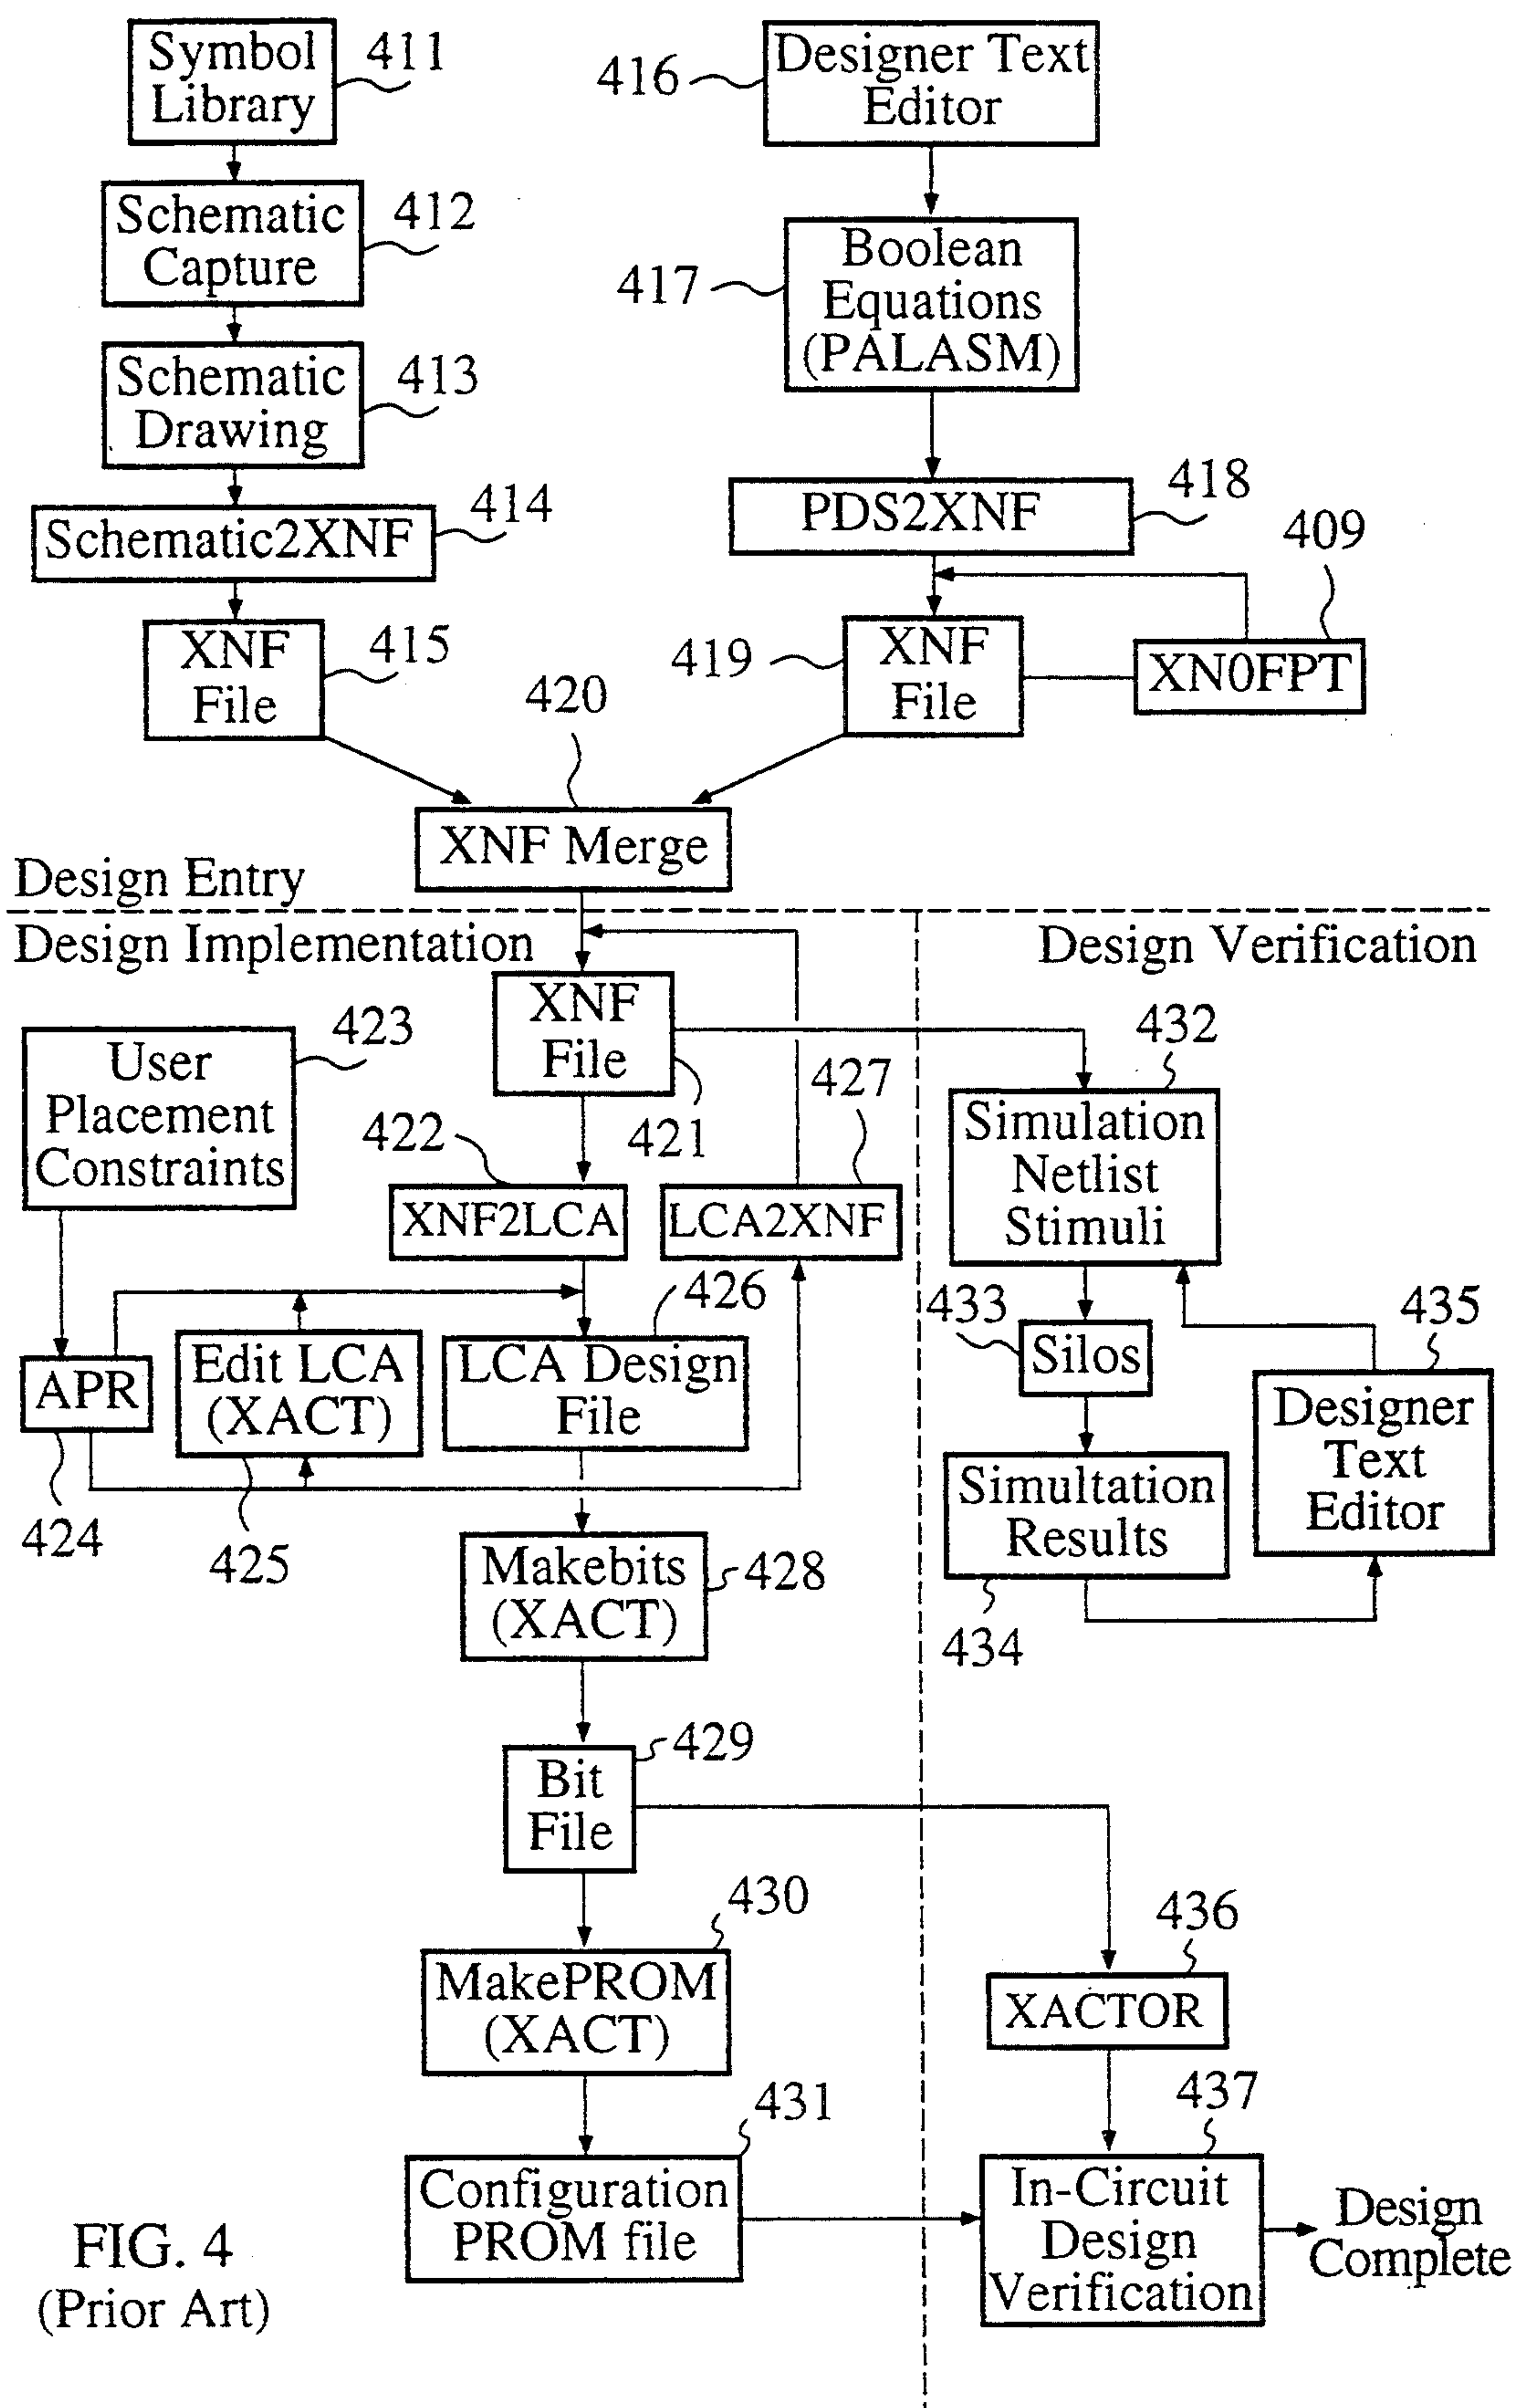 Symbol
Library
411
416
Designer Text
Editor
Schematic
Capture
412
417
Boolean
Equations
(PALASM)
Schematic
Drawing
413
Schematic2XNF
414
PDS2XNF
418
409
XNF
File
415
419
XNF
File
XN0FPT
420
XNF Merge
Design Entry
Design Implementation
Design Verification
XNF
File
421
423
User
Placement
Constraints
422
XNF2LCA
427
LCA2XNF
432
Simulation
Netlist
Stimuli
426
433
Silos
435
APR
424
Edit LCA
(XACT)
425
LCA Design
File
Designer
Text
Editor
Simultation
Results
434
Makebits
(XACT)
428
Bit
File
429
430
MakePROM
(XACT)
436
XACTOR
431
Configuration
PROM file
437
In-Circuit
Design
Verification
Design
Complete
FIG. 4
(Prior Art)